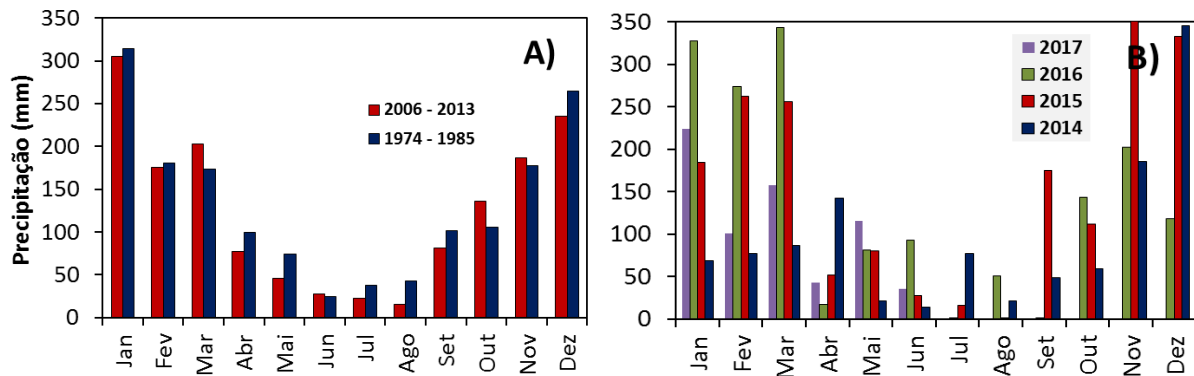 Precipitação (mm)
350
300
250
200
150
100
50
0
A)
2006 - 2013
1974 - 1985
Jan Fev Mar Abr Mai Jun Jul Ago Set Out Nov Dez
350
300
250
200
150
100
50
0
B)
2017
2016
2015
2014
Jan Fev Mar Abr Mai Jun Jul Ago Set Out Nov Dez